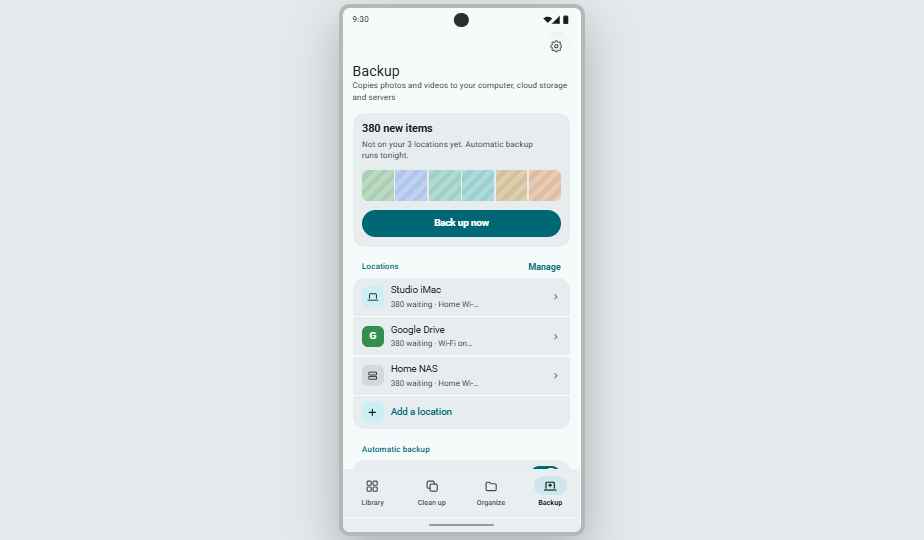 9:30
Backup
Copies photos and videos to your computer, cloud storage
and servers
380 new items
Not on your 3 locations yet. Automatic backup
runs tonight.
Back up now
Locations
Manage
Studio iMac
380 waiting · Home Wi-…
G
Google Drive
380 waiting · Wi-Fi on…
Home NAS
380 waiting · Home Wi-…
Add a location
Automatic backup
Library
Clean up
Organize
Backup